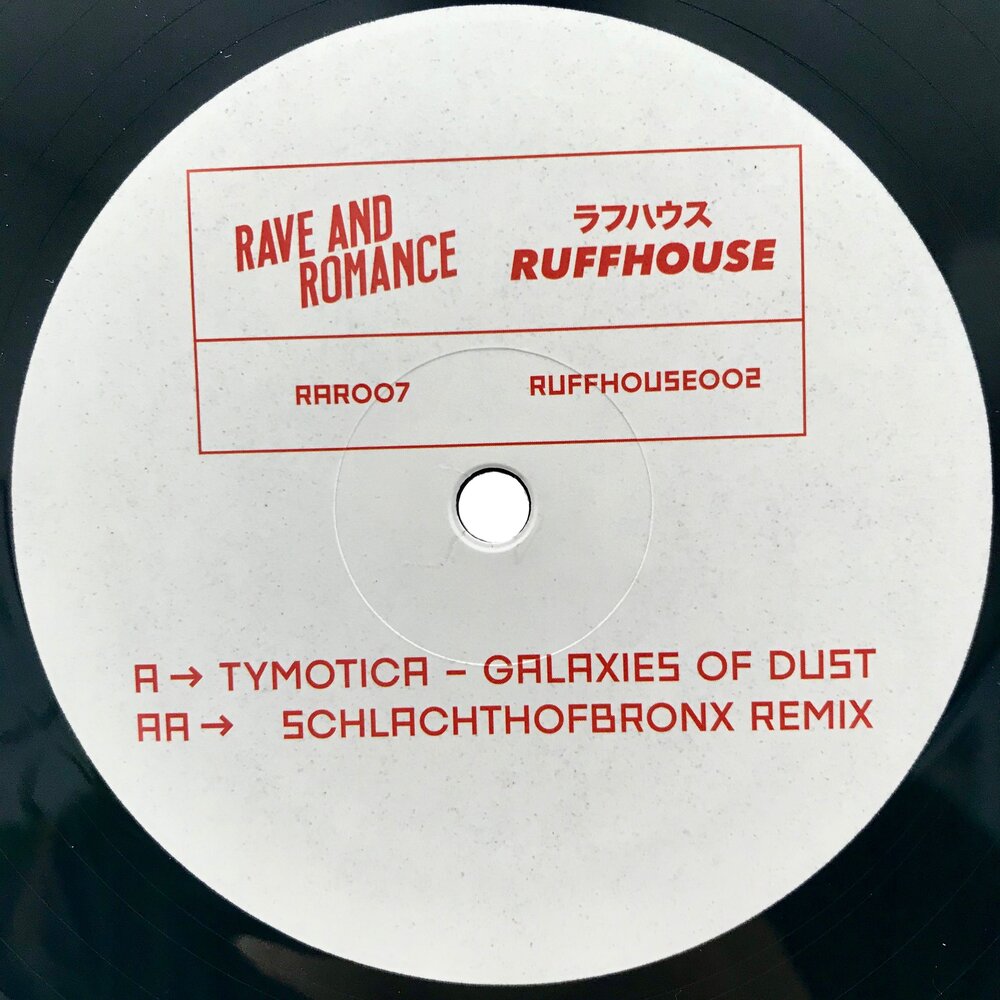 RAVE AND
ROMANCE
ラフハウス
RUFFHOUSE
RAR007
RUFFHOUSE002
A → TYMOTICA – GALAXIES OF DUST
AA → SCHLACHTHOFBRONX REMIX